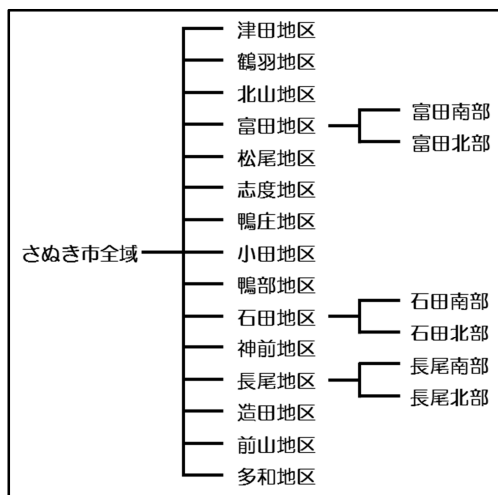 津田地区
鶴羽地区
北山地区
富田地区
富田南部
富田北部
松尾地区
志度地区
鴨庄地区
さぬき市全域
小田地区
鴨部地区
石田地区
石田南部
石田北部
神前地区
長尾地区
長尾南部
長尾北部
造田地区
前山地区
多和地区